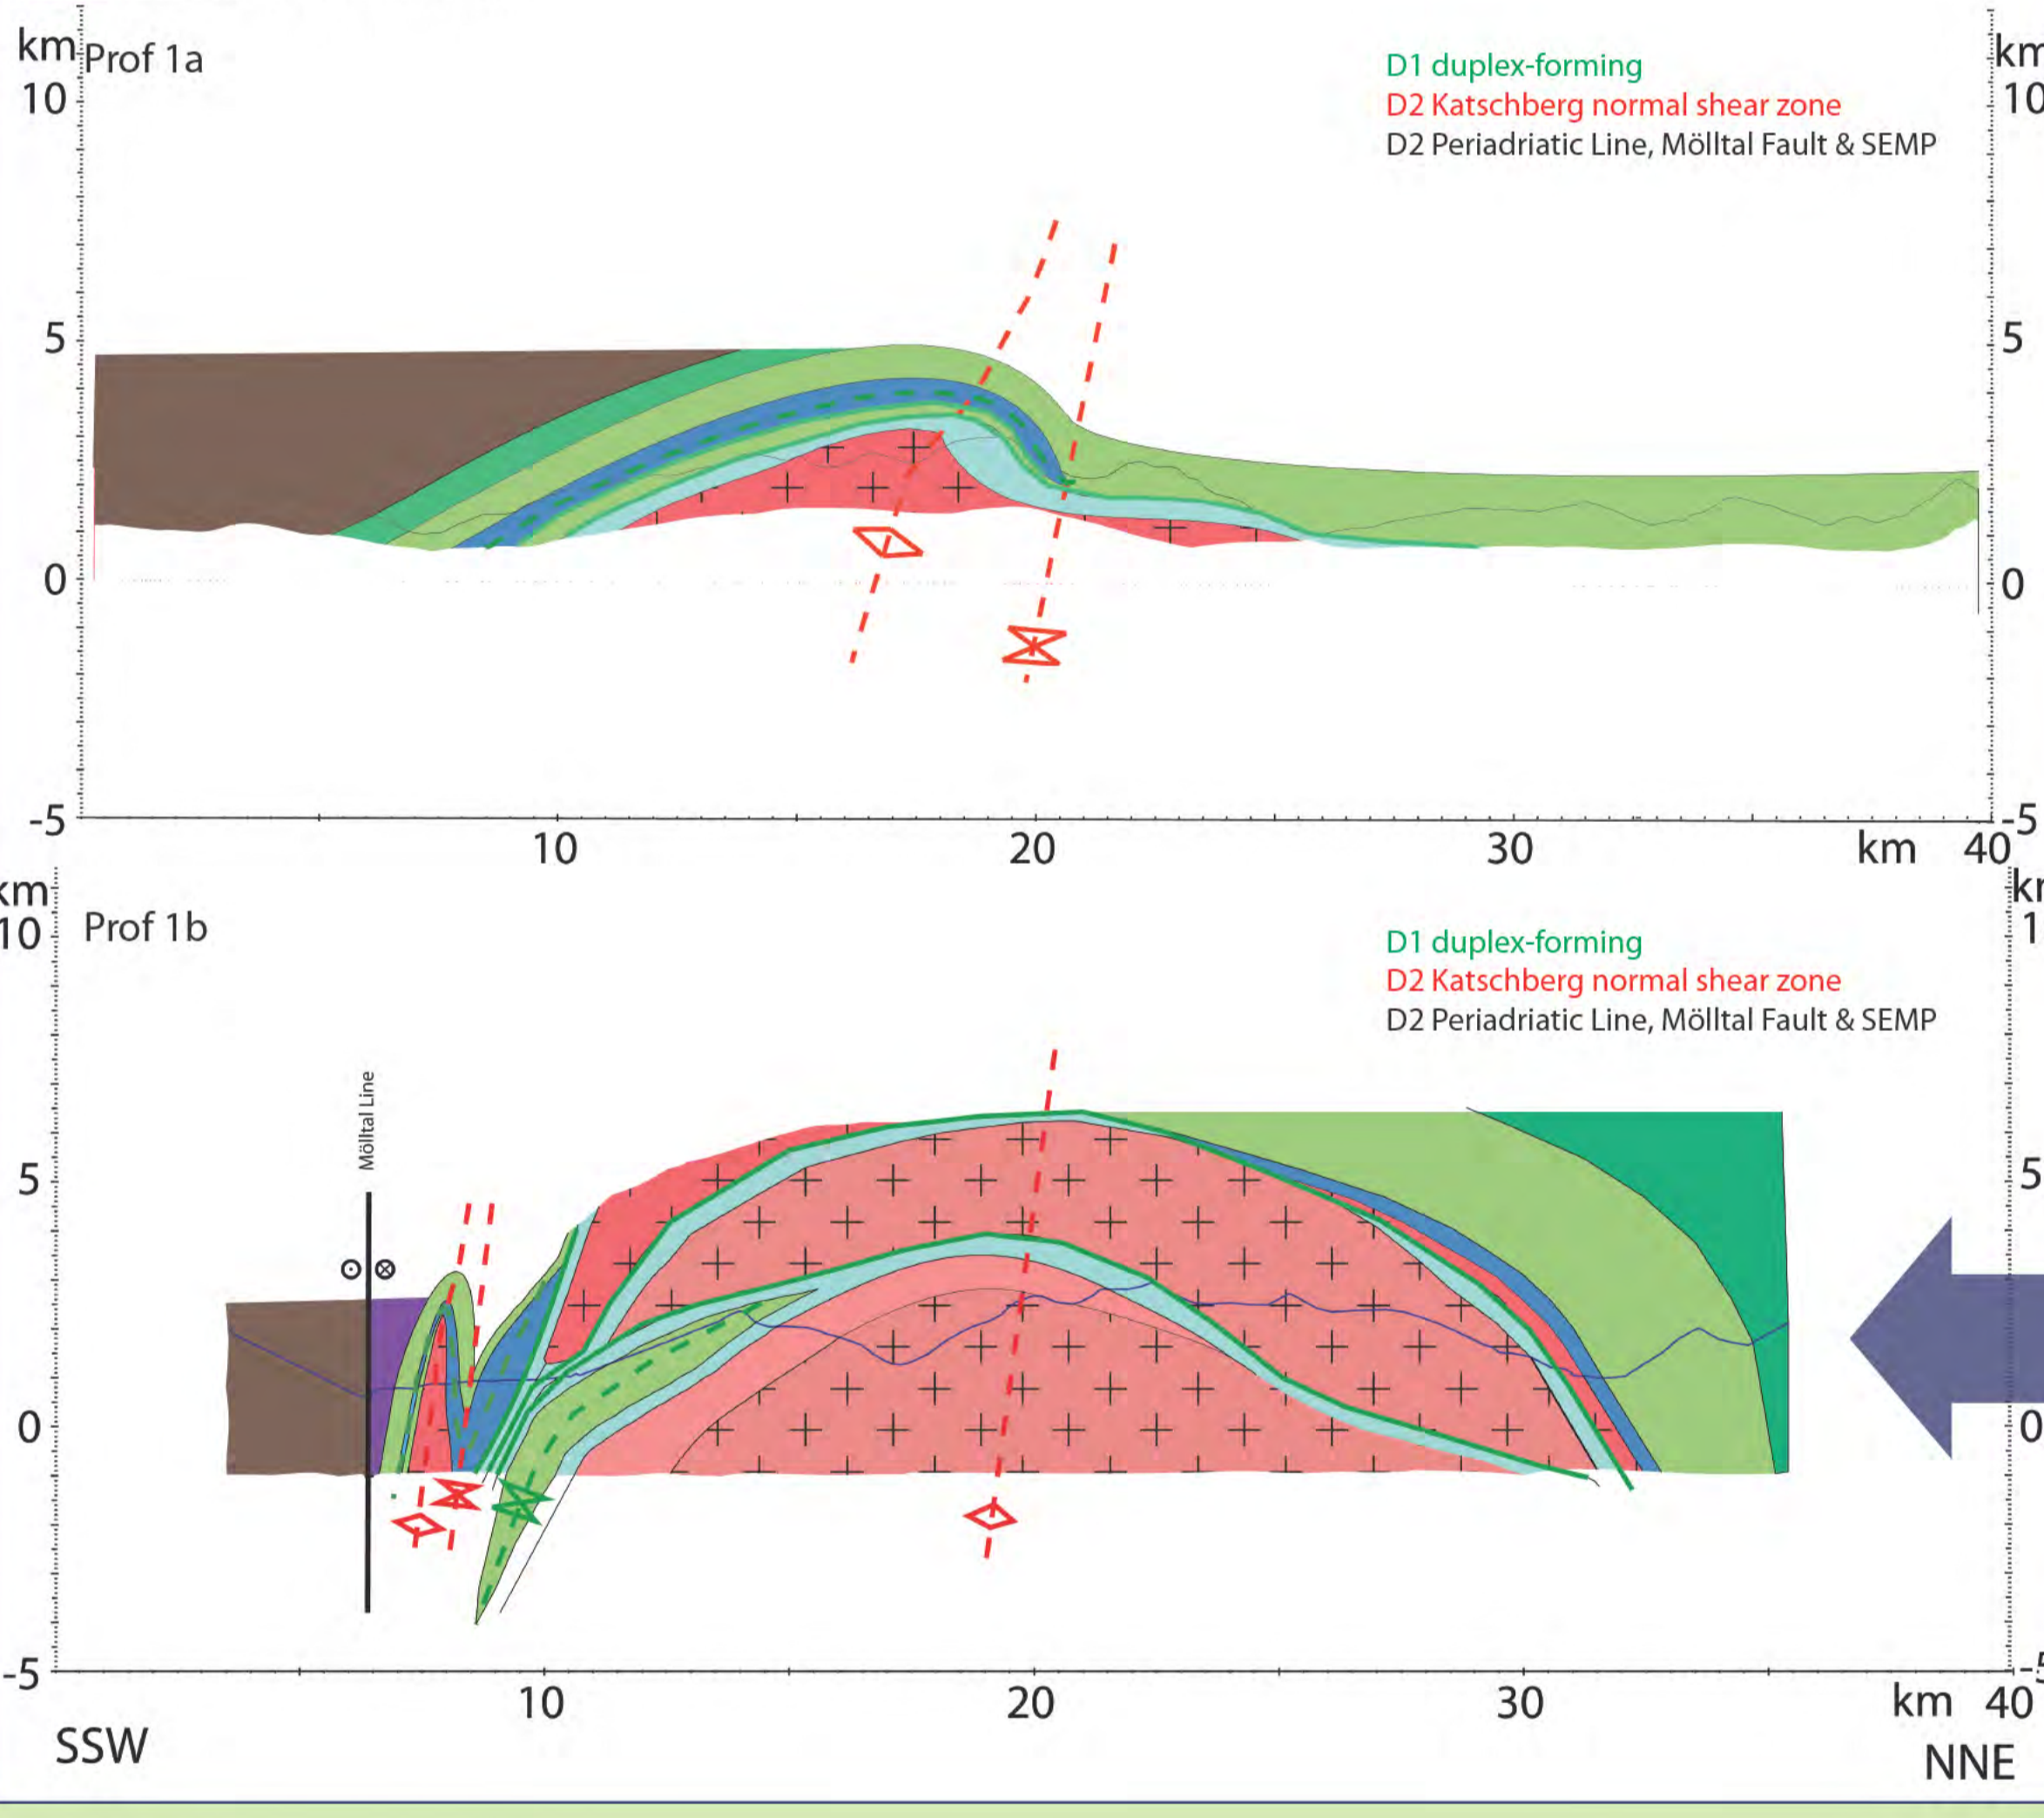 km
Prof 1a
D1 duplex-forming
D2 Katschberg normal shear zone
D2 Periadriatic Line, Mölltal Fault & SEMP
km
10
10
5
5
0
0
-5
-5
10
20
30
km
40
km
Prof 1b
10
D1 duplex-forming
D2 Katschberg normal shear zone
D2 Periadriatic Line, Mölltal Fault & SEMP
Mölltal Line
5
5
0
0
-5
10
20
30
km
40
SSW
NNE